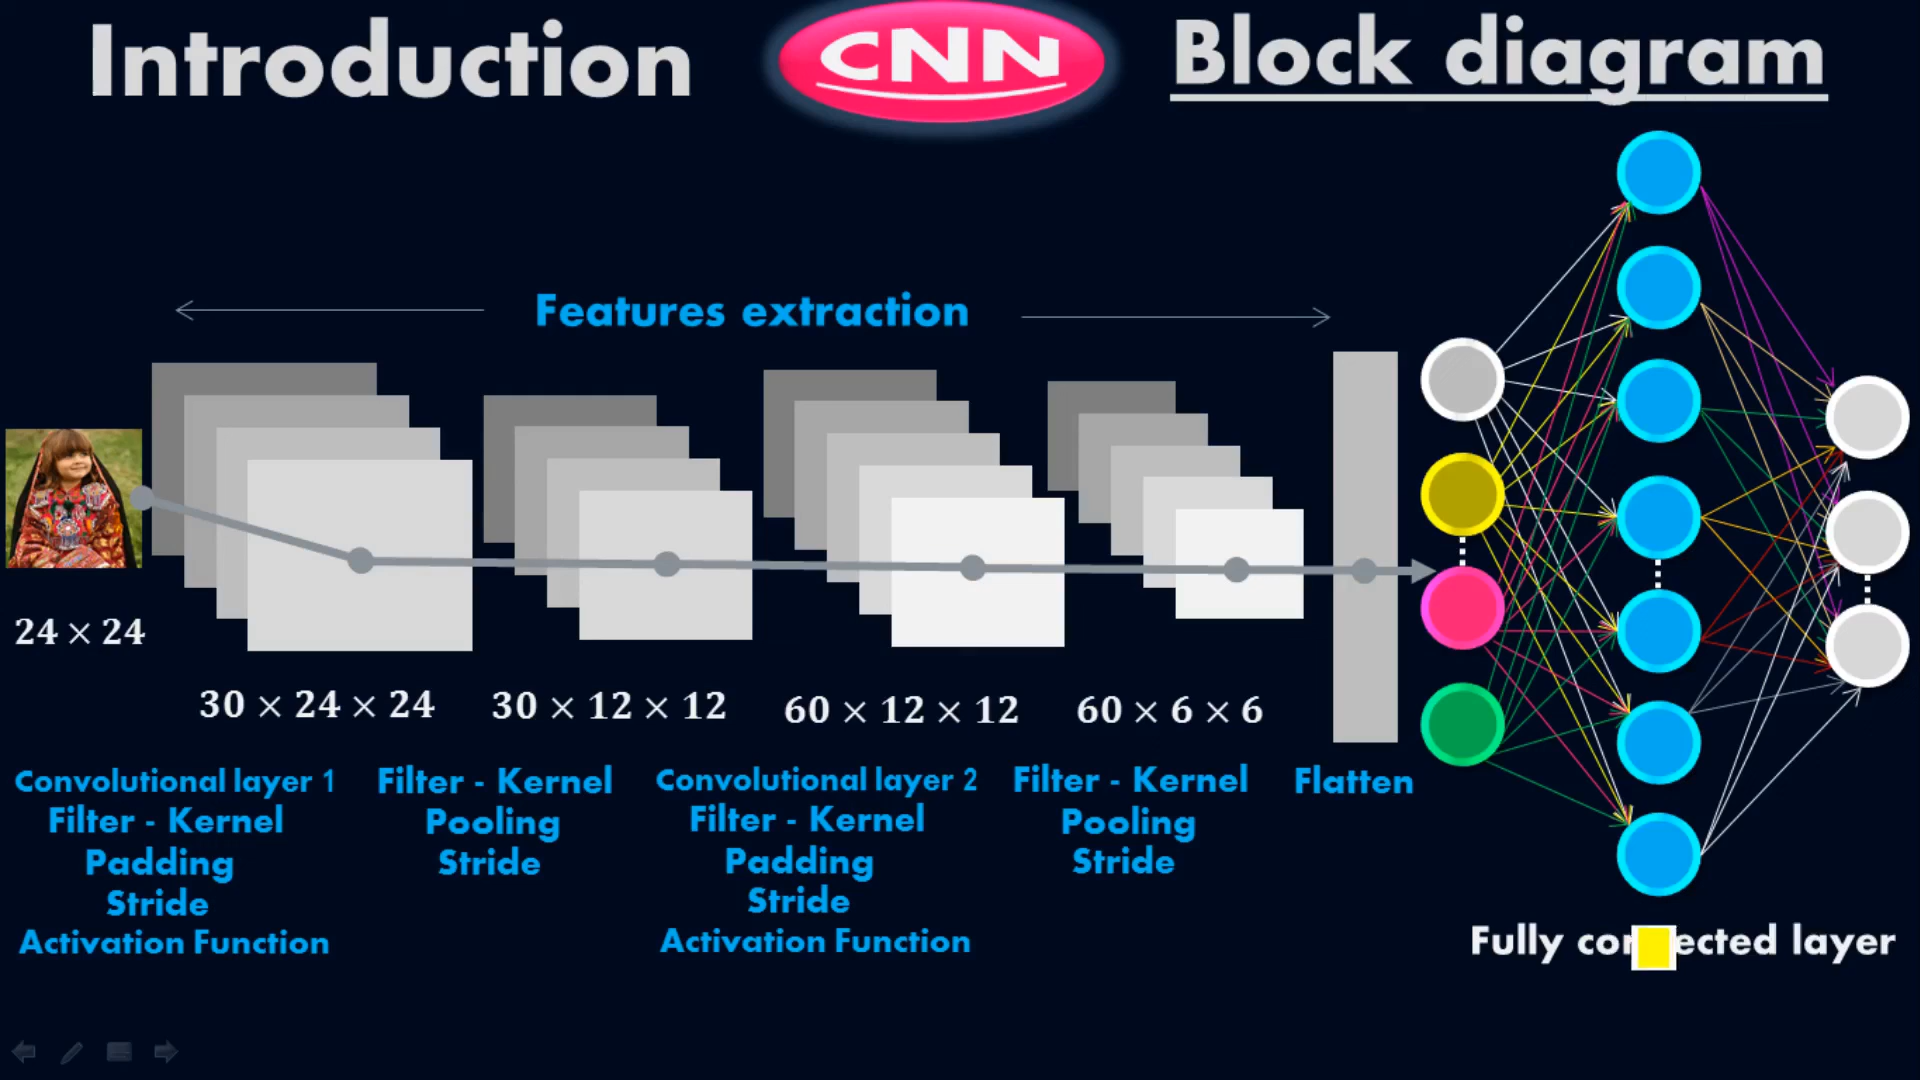 Introduction CNN Block diagram
Features extraction
24 × 24
30 × 24 × 24
30 × 12 × 12
60 × 12 × 12
60 × 6 × 6
Convolutional layer 1
Filter - Kernel
Padding
Stride
Activation Function
Filter - Kernel
Pooling
Stride
Convolutional layer 2
Filter - Kernel
Padding
Stride
Activation Function
Filter - Kernel
Pooling
Stride
Flatten
Fully layer